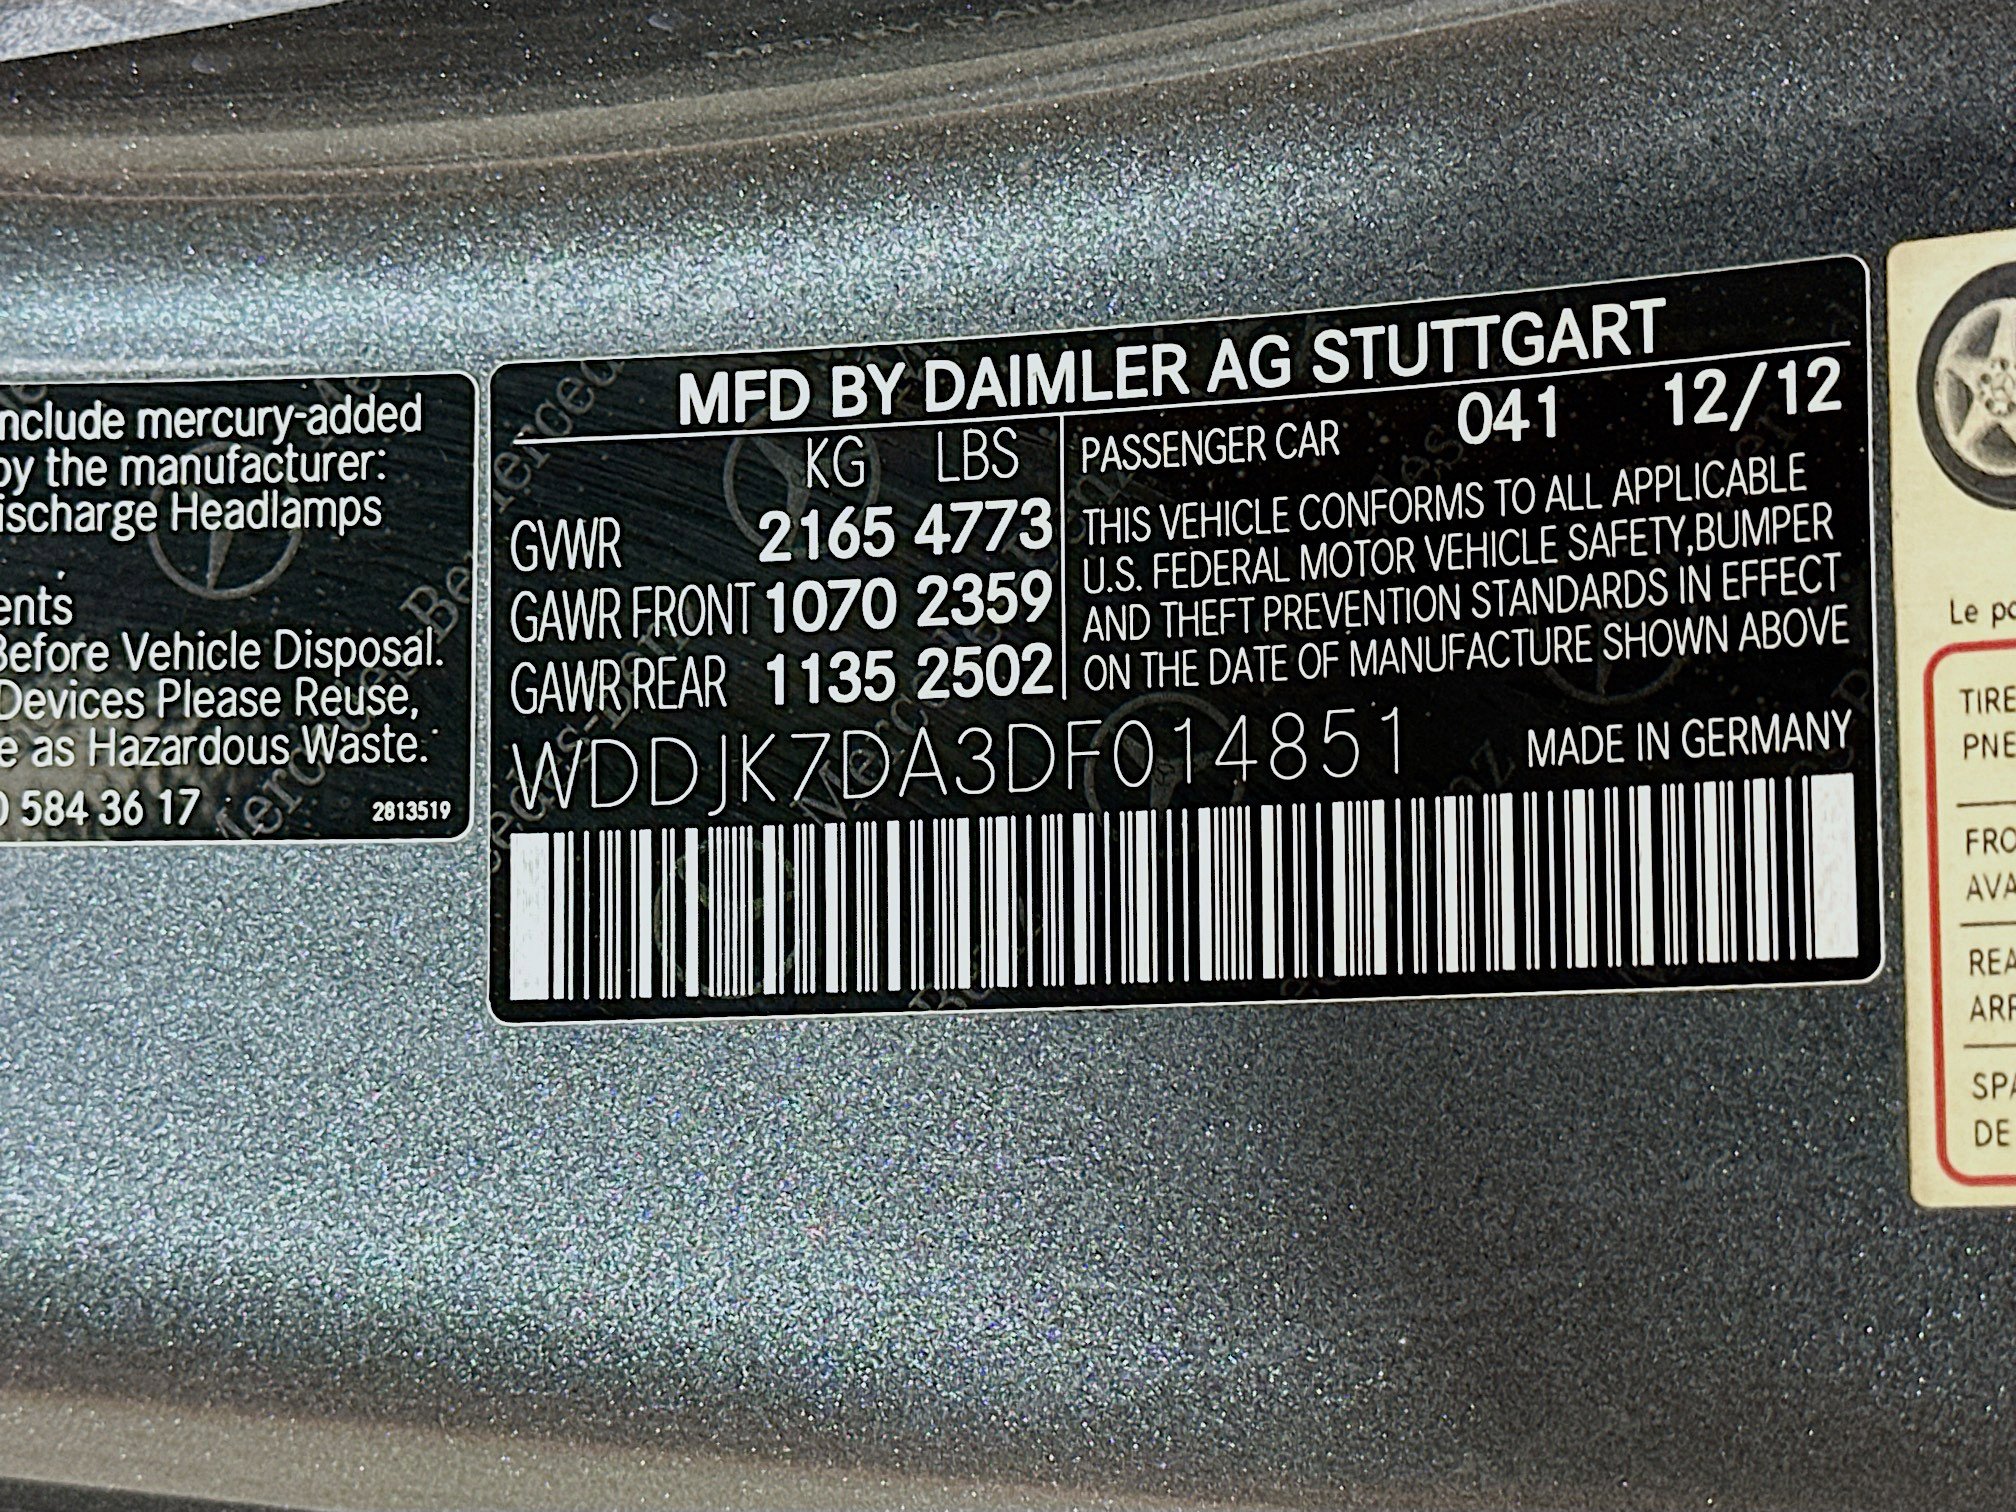 nclude mercury-added
by the manufacturer:
ischarge Headlamps
ents
Before Vehicle Disposal.
Devices Please Reuse,
e as Hazardous Waste.
0 584 36 17
2813519
MFD BY DAIMLER AG STUTTGART
KG LBS
GVWR 2165 4773
GAWR FRONT 1070 2359
GAWR REAR 1135 2502
PASSENGER CAR 041 12/12
THIS VEHICLE CONFORMS TO ALL APPLICABLE
U.S. FEDERAL MOTOR VEHICLE SAFETY,BUMPER
AND THEFT PREVENTION STANDARDS IN EFFECT
ON THE DATE OF MANUFACTURE SHOWN ABOVE
WDDJK7DA3DF014851 MADE IN GERMANY
Le po
TIRE
PNE
FRO
AVA
REA
ARR
SPA
DE